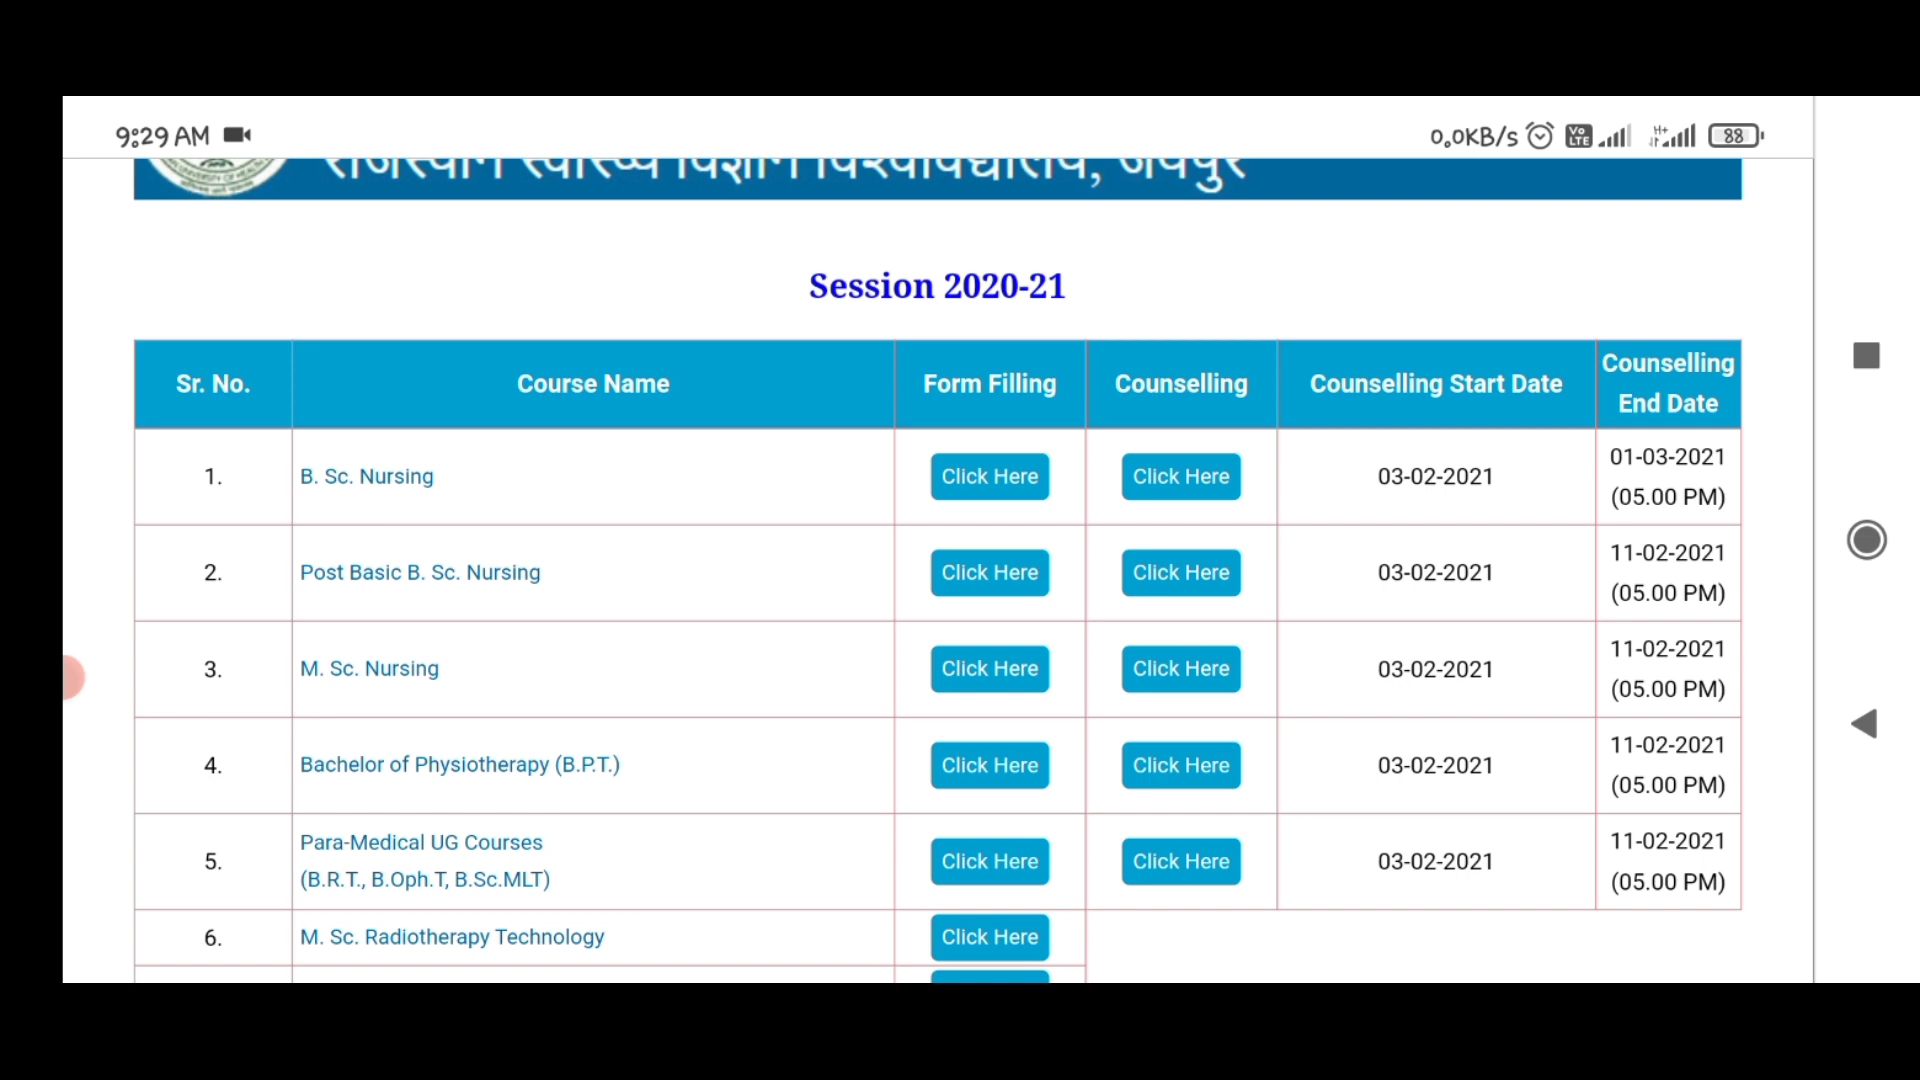 9:29 AM
0,0KB/s Vo LTE H+ 88
राजस्थान स्वास्थ्य विज्ञान विश्वविद्यालय, जयपुर
Session 2020-21
Sr. No. Course Name Form Filling Counselling Counselling Start Date Counselling End Date
1. B. Sc. Nursing Click Here Click Here 03-02-2021 01-03-2021 (05.00 PM)
2. Post Basic B. Sc. Nursing Click Here Click Here 03-02-2021 11-02-2021 (05.00 PM)
3. M. Sc. Nursing Click Here Click Here 03-02-2021 11-02-2021 (05.00 PM)
4. Bachelor of Physiotherapy (B.P.T.) Click Here Click Here 03-02-2021 11-02-2021 (05.00 PM)
5. Para-Medical UG Courses (B.R.T., B.Oph.T, B.Sc.MLT) Click Here Click Here 03-02-2021 11-02-2021 (05.00 PM)
6. M. Sc. Radiotherapy Technology Click Here